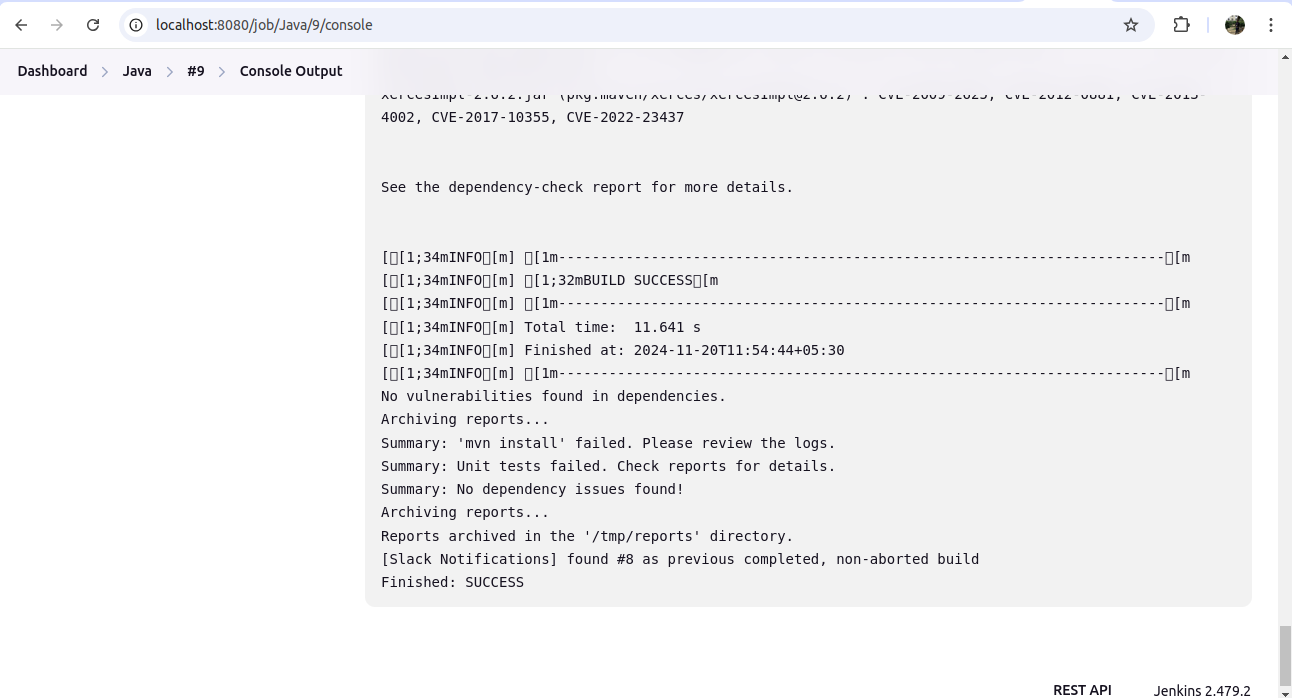 localhost:8080/job/Java/9/console
Dashboard > Java > #9 > Console Output
xercesImpl-2.6.2.jar (pkg:maven/xerces/xercesImpl@2.6.2) : CVE-2009-2625, CVE-2012-0881, CVE-2013-
4002, CVE-2017-10355, CVE-2022-23437
See the dependency-check report for more details.
[[1;34mINFO[m] [1m------------------------------------------------------------------------[m
[[1;34mINFO[m] [1;32mBUILD SUCCESS[m
[[1;34mINFO[m] [1m------------------------------------------------------------------------[m
[[1;34mINFO[m] Total time:  11.641 s
[[1;34mINFO[m] Finished at: 2024-11-20T11:54:44+05:30
[[1;34mINFO[m] [1m------------------------------------------------------------------------[m
No vulnerabilities found in dependencies.
Archiving reports...
Summary: 'mvn install' failed. Please review the logs.
Summary: Unit tests failed. Check reports for details.
Summary: No dependency issues found!
Archiving reports...
Reports archived in the '/tmp/reports' directory.
[Slack Notifications] found #8 as previous completed, non-aborted build
Finished: SUCCESS
REST API
Jenkins 2.479.2